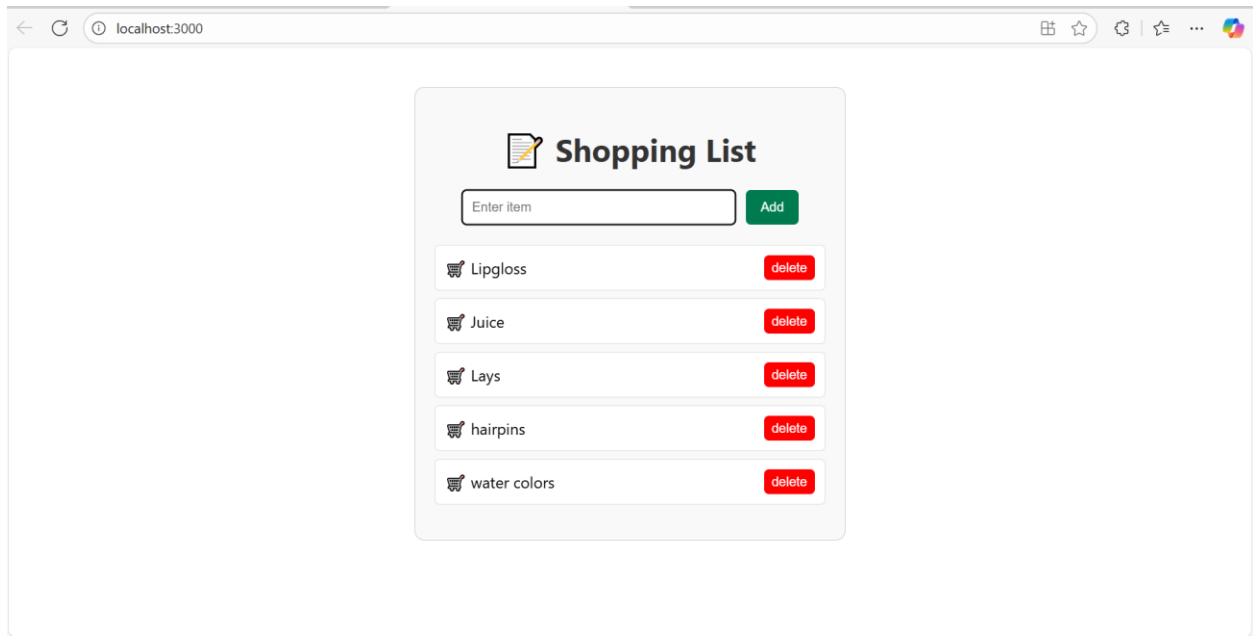 localhost:3000
Shopping List
Enter item Add
Lipgloss delete
Juice delete
Lays delete
hairpins delete
water colors delete